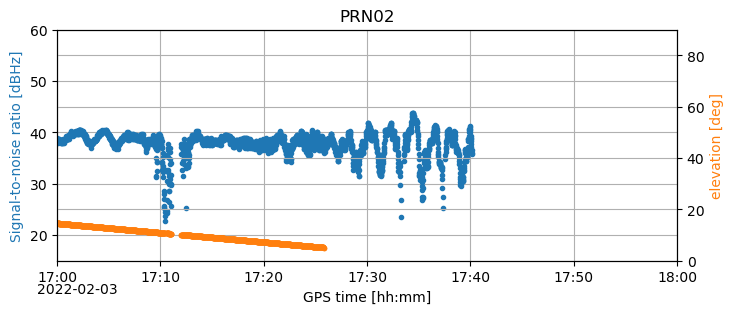 PRN02
Signal-to-noise ratio [dBHz]
60
50
40
30
20
elevation [deg]
80
60
40
20
0
17:00 17:10 17:20 17:30 17:40 17:50 18:00
2022-02-03
GPS time [hh:mm]